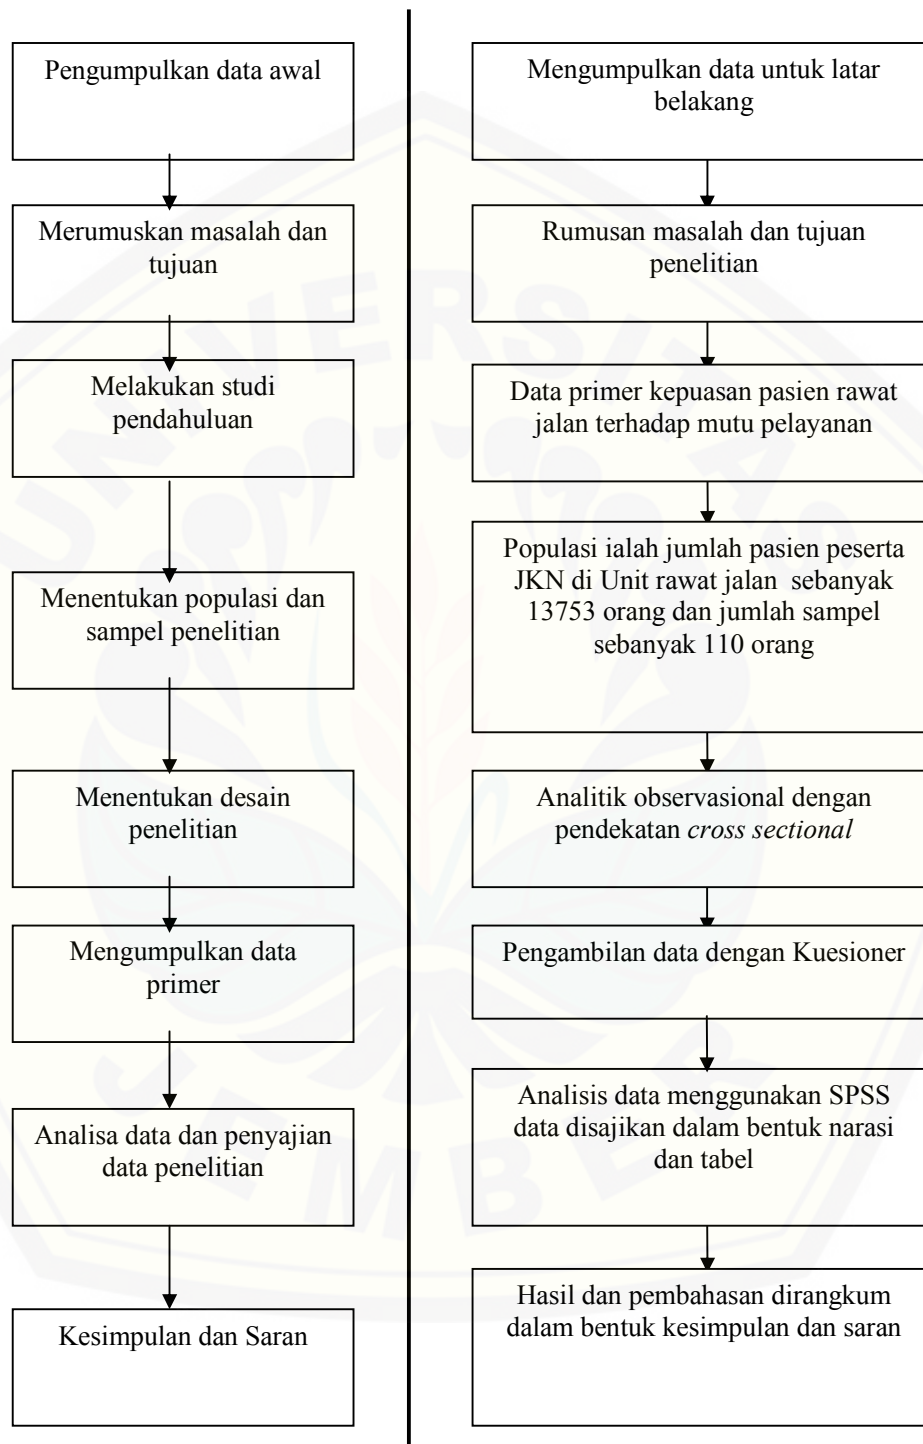 Pengumpulkan data awal
Merumuskan masalah dan
tujuan
Melakukan studi
pendahuluan
Menentukan populasi dan
sampel penelitian
Menentukan desain
penelitian
Mengumpulkan data
primer
Analisa data dan penyajian
data penelitian
Kesimpulan dan Saran
Mengumpulkan data untuk latar
belakang
Rumusan masalah dan tujuan
penelitian
Data primer kepuasan pasien rawat
jalan terhadap mutu pelayanan
Populasi ialah jumlah pasien peserta
JKN di Unit rawat jalan sebanyak
13753 orang dan jumlah sampel
sebanyak 110 orang
Analitik observasional dengan
pendekatan cross sectional
Pengambilan data dengan Kuesioner
Analisis data menggunakan SPSS
data disajikan dalam bentuk narasi
dan tabel
Hasil dan pembahasan dirangkum
dalam bentuk kesimpulan dan saran
UNIVERSITAS
JEMBER